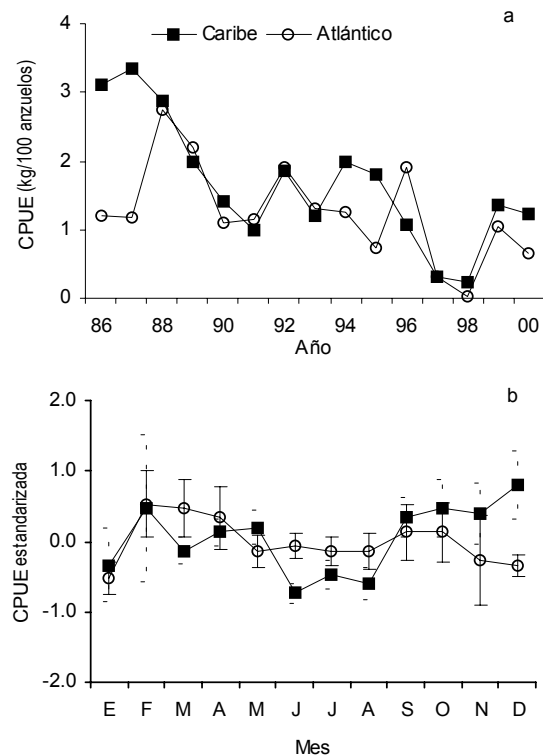 a
Caribe Atlántico
CPUE (kg/100 anzuelos)
4
3
2
1
0
86 88 90 92 94 96 98 00
Año
b
CPUE estandarizada
2.0
1.0
0.0
-1.0
-2.0
E F M A M J J A S O N D
Mes